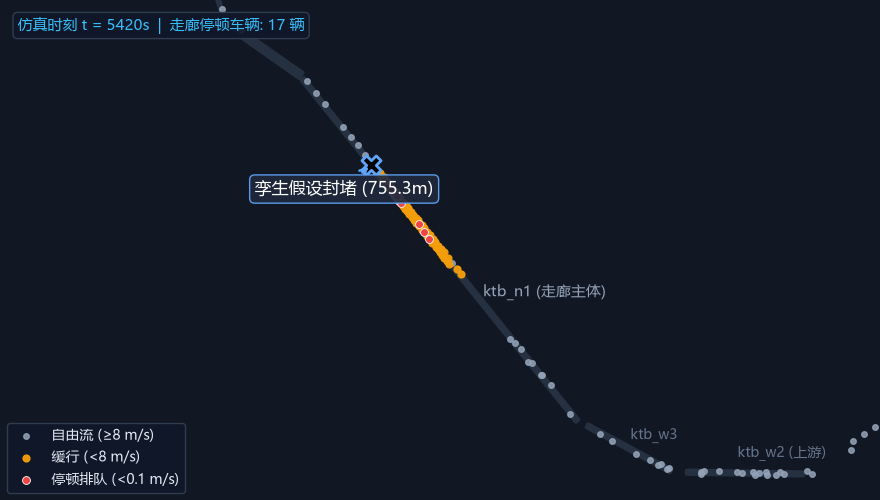 仿真时刻 t = 5420s | 走廊停顿车辆: 17 辆
孪生假设封堵 (755.3m)
ktb_n1 (走廊主体)
ktb_w3
ktb_w2 (上游)
自由流 (≥8 m/s)
缓行 (<8 m/s)
停顿排队 (<0.1 m/s)